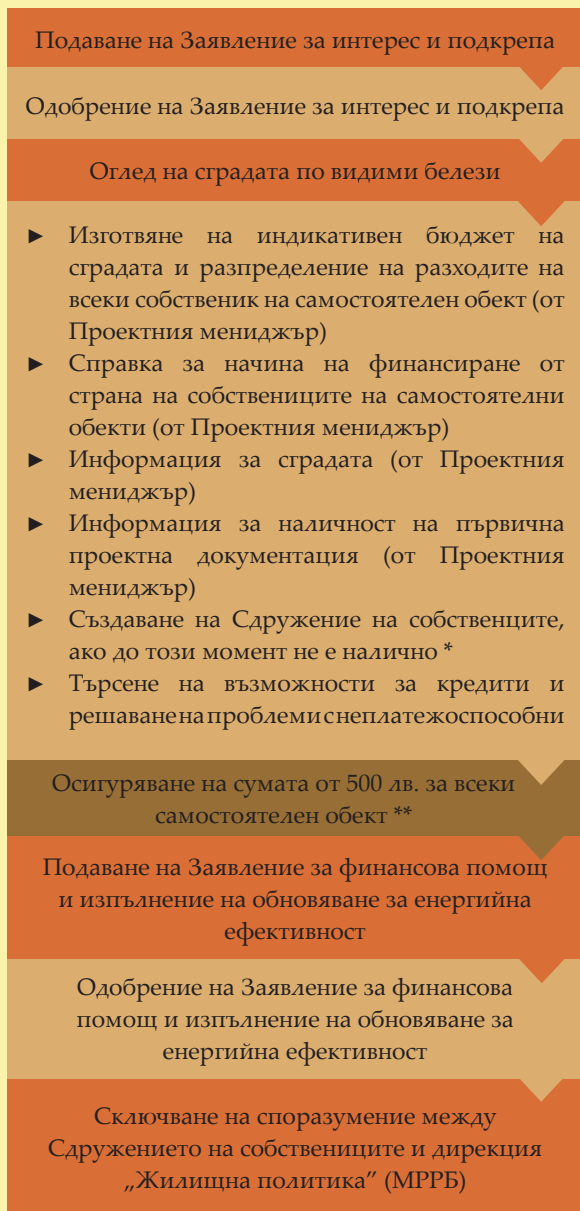 Подаване на Заявление за интерес и подкрепа
Одобрение на Заявление за интерес и подкрепа
Оглед на сградата по видими белези
► Изготвяне на индикативен бюджет на
сградата и разпределение на разходите на
всеки собственик на самостоятелен обект (от
Проектния мениджър)
► Справка за начина на финансиране от
страна на собствениците на самостоятелни
обекти (от Проектния мениджър)
► Информация за сградата (от Проектния
мениджър)
► Информация за наличност на първична
проектна документация (от Проектния
мениджър)
► Създаване на Сдружение на собственците,
ако до този момент не е налично *
► Търсене на възможности за кредити и
решаване на проблеми с неплатежоспособни
Осигуряване на сумата от 500 лв. за всеки
самостоятелен обект **
Подаване на Заявление за финансова помощ
и изпълнение на обновяване за енергийна
ефективност
Одобрение на Заявление за финансова
помощ и изпълнение на обновяване за
енергийна ефективност
Сключване на споразумение между
Сдружението на собствениците и дирекция
„Жилищна политика” (МРРБ)